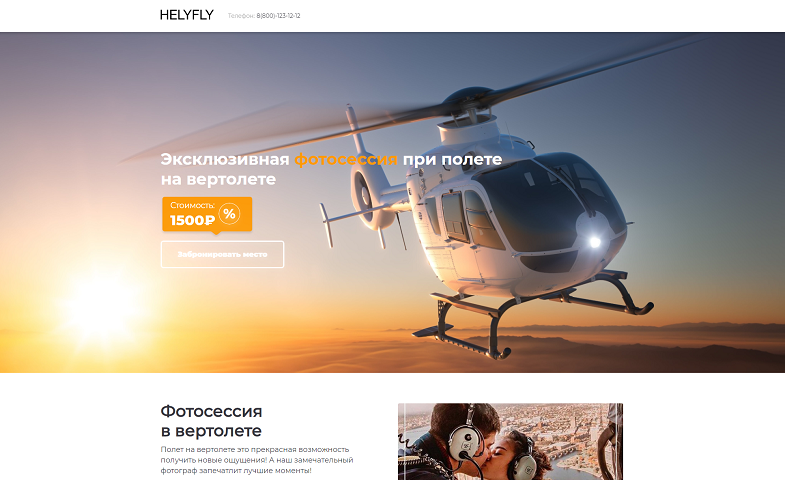 HELYFLY
Телефон: 8(800)-123-12-12
Эксклюзивная фотосессия при полете
на вертолете
Стоимость:
1500₽ %
Забронировать место
Фотосессия
в вертолете
Полет на вертолете это прекрасная возможность
получить новые ощущения! А наш замечательный
фотограф запечатлит лучшие моменты!